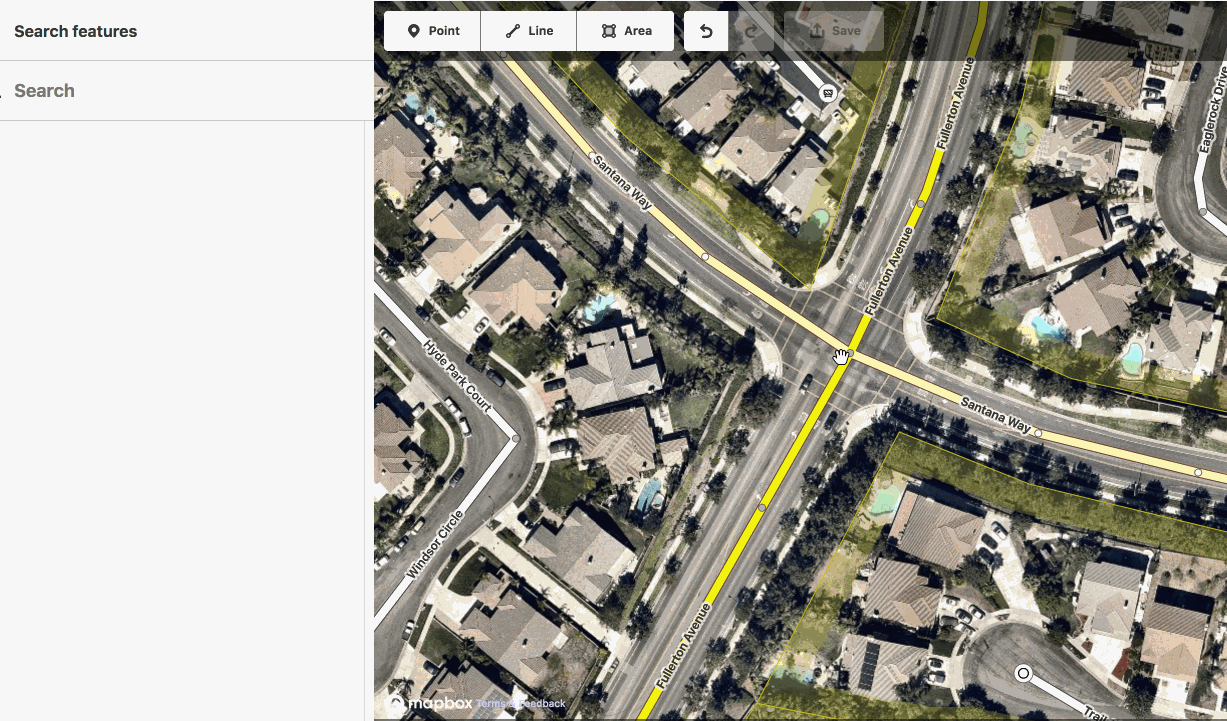 Search features
Search
Point
Line
Area
Save
Fullerton Avenue
Eaglerock Drive
Santana Way
Fullerton Avenue
Hyde Park Court
Santana Way
Windsor Circle
Fullerton Avenue
mapbox Terms & Feedback